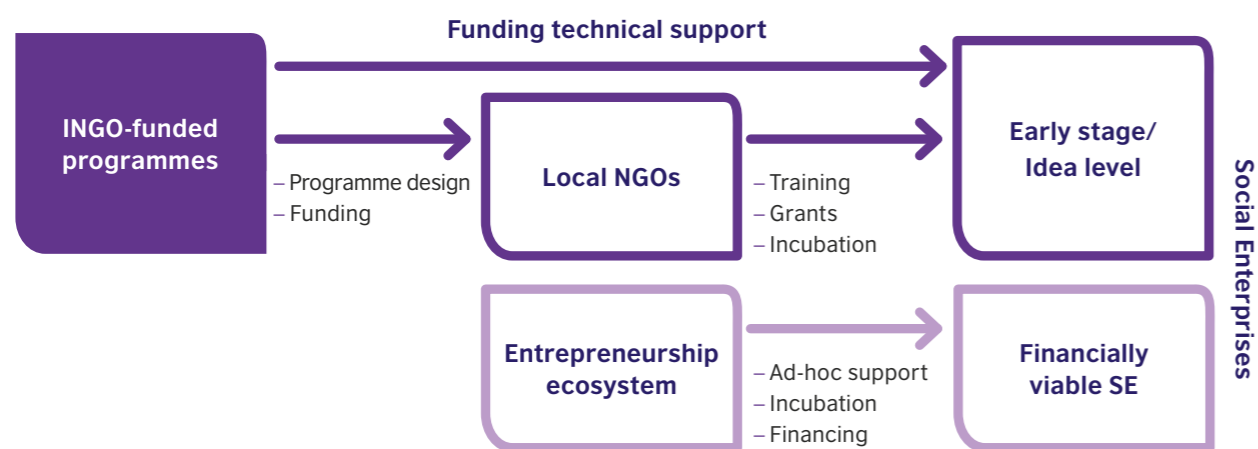 Funding technical support
INGO-funded
programmes
– Programme design
– Funding
Local NGOs
– Training
– Grants
– Incubation
Early stage/
Idea level
Entrepreneurship
ecosystem
– Ad-hoc support
– Incubation
– Financing
Financially
viable SE
Social Enterprises